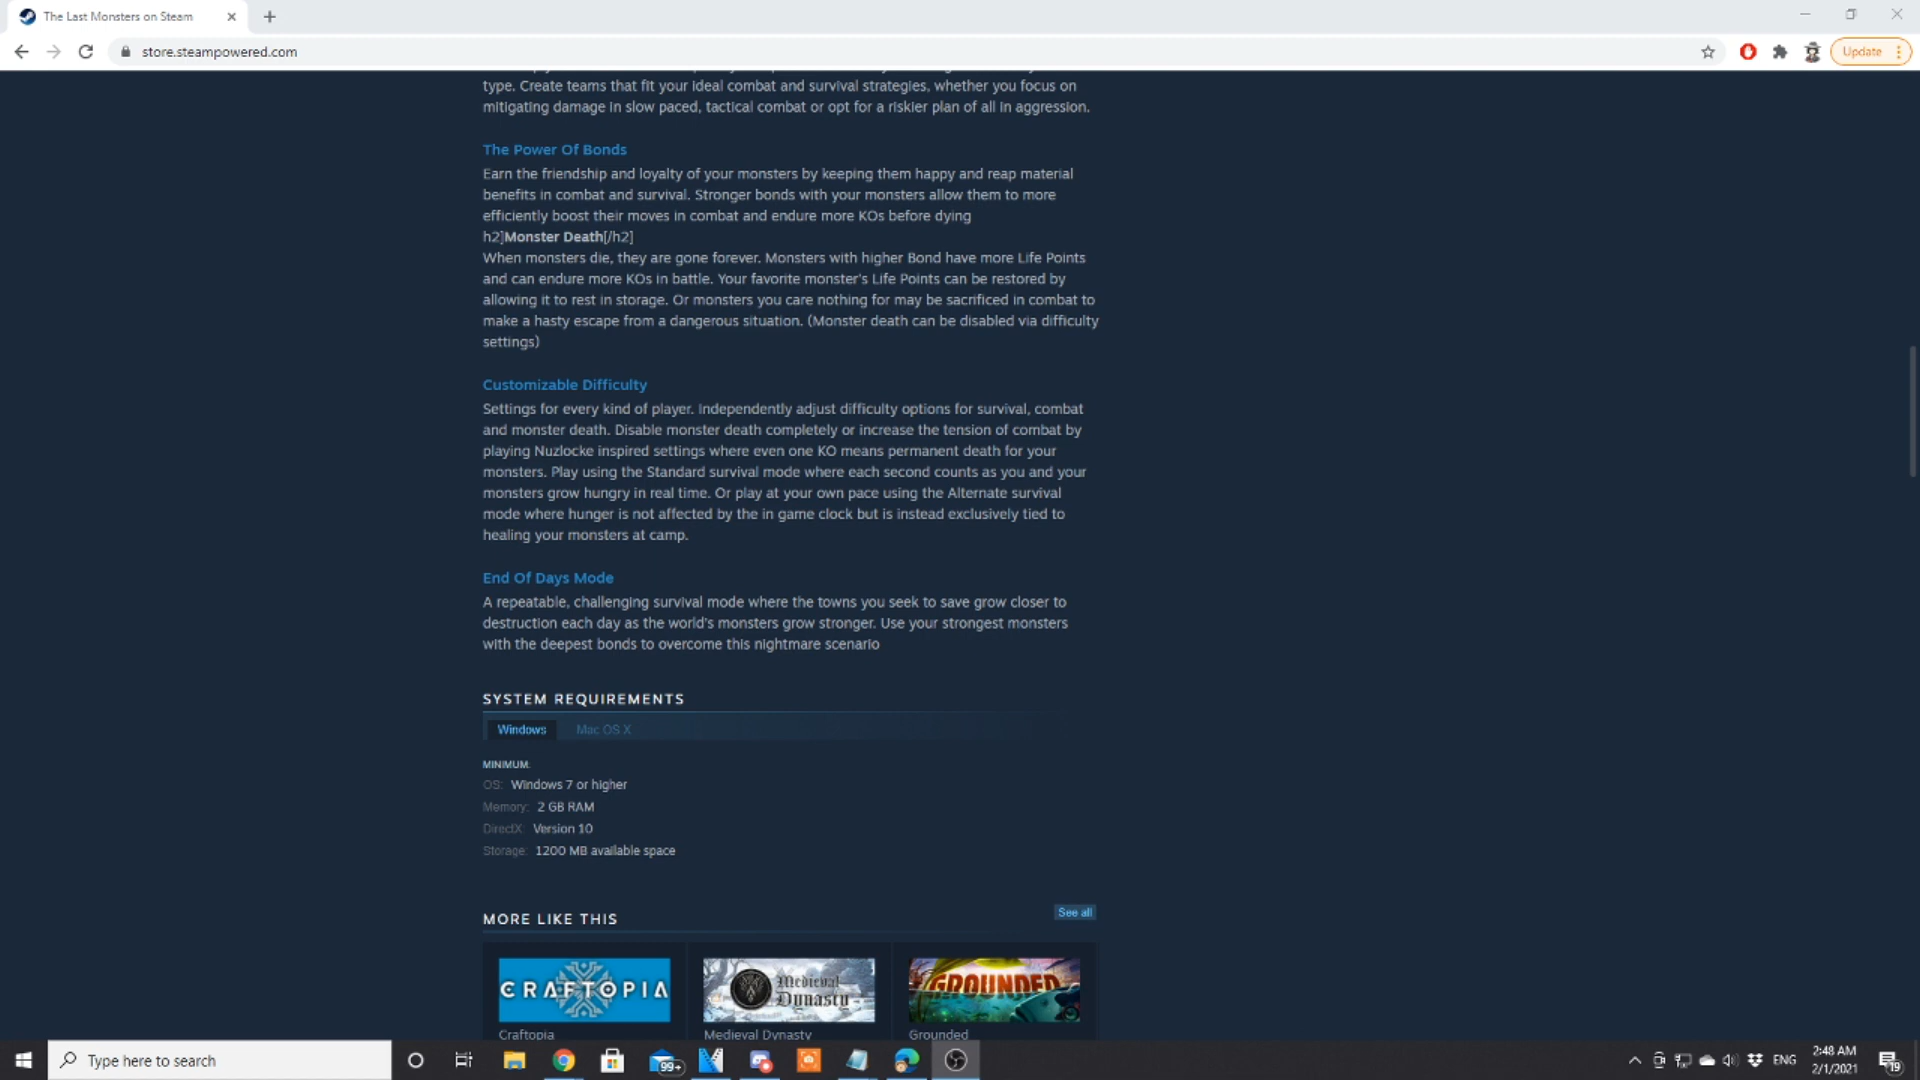 The Last Monsters on Steam
store.steampowered.com
Update
type. Create teams that fit your ideal combat and survival strategies, whether you focus on
mitigating damage in slow paced, tactical combat or opt for a riskier plan of all in aggression.
The Power Of Bonds
Earn the friendship and loyalty of your monsters by keeping them happy and reap material
benefits in combat and survival. Stronger bonds with your monsters allow them to more
efficiently boost their moves in combat and endure more KOs before dying
h2]Monster Death[/h2]
When monsters die, they are gone forever. Monsters with higher Bond have more Life Points
and can endure more KOs in battle. Your favorite monster's Life Points can be restored by
allowing it to rest in storage. Or monsters you care nothing for may be sacrificed in combat to
make a hasty escape from a dangerous situation. (Monster death can be disabled via difficulty
settings)
Customizable Difficulty
Settings for every kind of player. Independently adjust difficulty options for survival, combat
and monster death. Disable monster death completely or increase the tension of combat by
playing Nuzlocke inspired settings where even one KO means permanent death for your
monsters. Play using the Standard survival mode where each second counts as you and your
monsters grow hungry in real time. Or play at your own pace using the Alternate survival
mode where hunger is not affected by the in game clock but is instead exclusively tied to
healing your monsters at camp.
End Of Days Mode
A repeatable, challenging survival mode where the towns you seek to save grow closer to
destruction each day as the world's monsters grow stronger. Use your strongest monsters
with the deepest bonds to overcome this nightmare scenario
SYSTEM REQUIREMENTS
Windows Mac OS X
MINIMUM:
OS: Windows 7 or higher
Memory: 2 GB RAM
DirectX: Version 10
Storage: 1200 MB available space
MORE LIKE THIS
See all
CRAFTOPIA
Medieval
Dynasty
GROUNDED
Craftopia
Medieval Dynasty
Grounded
Type here to search
99+
ENG
2:48 AM
2/1/2021
19